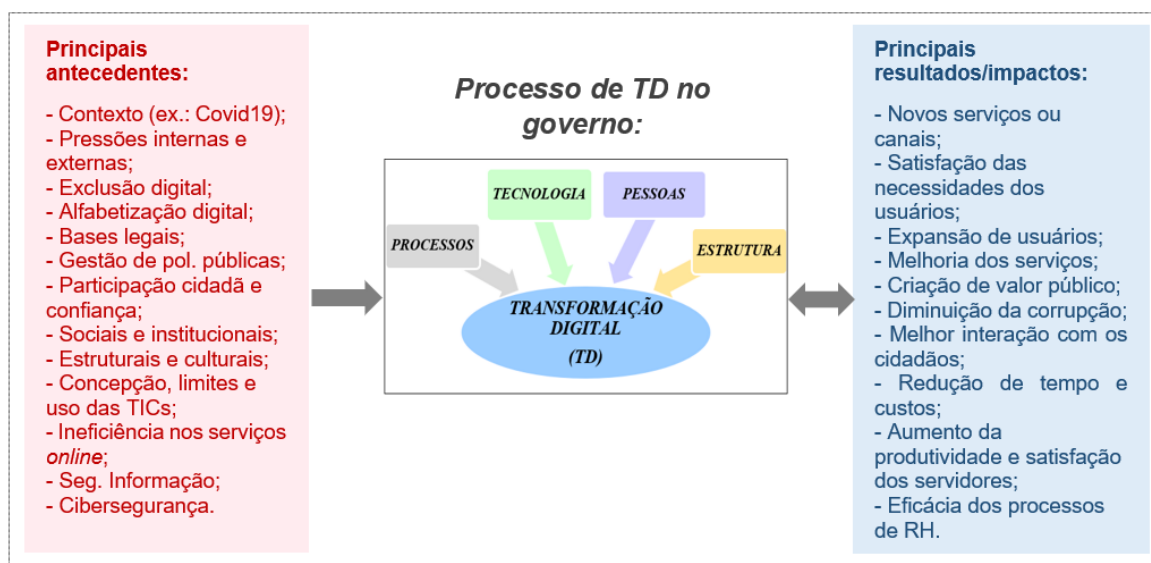 Principais
antecedentes:
- Contexto (ex.: Covid19);
- Pressões internas e
externas;
- Exclusão digital;
- Alfabetização digital;
- Bases legais;
- Gestão de pol. públicas;
- Participação cidadã e
confiança;
- Sociais e institucionais;
- Estruturais e culturais;
- Concepção, limites e
uso das TICs;
- Ineficiência nos serviços
online;
- Seg. Informação;
- Cibersegurança.
Processo de TD no
governo:
PROCESSOS
TECNOLOGIA
PESSOAS
ESTRUTURA
TRANSFORMAÇÃO
DIGITAL
(TD)
Principais
resultados/impactos:
- Novos serviços ou
canais;
- Satisfação das
necessidades dos
usuários;
- Expansão de usuários;
- Melhoria dos serviços;
- Criação de valor público;
- Diminuição da corrupção;
- Melhor interação com os
cidadãos;
- Redução de tempo e
custos;
- Aumento da
produtividade e satisfação
dos servidores;
- Eficácia dos processos
de RH.